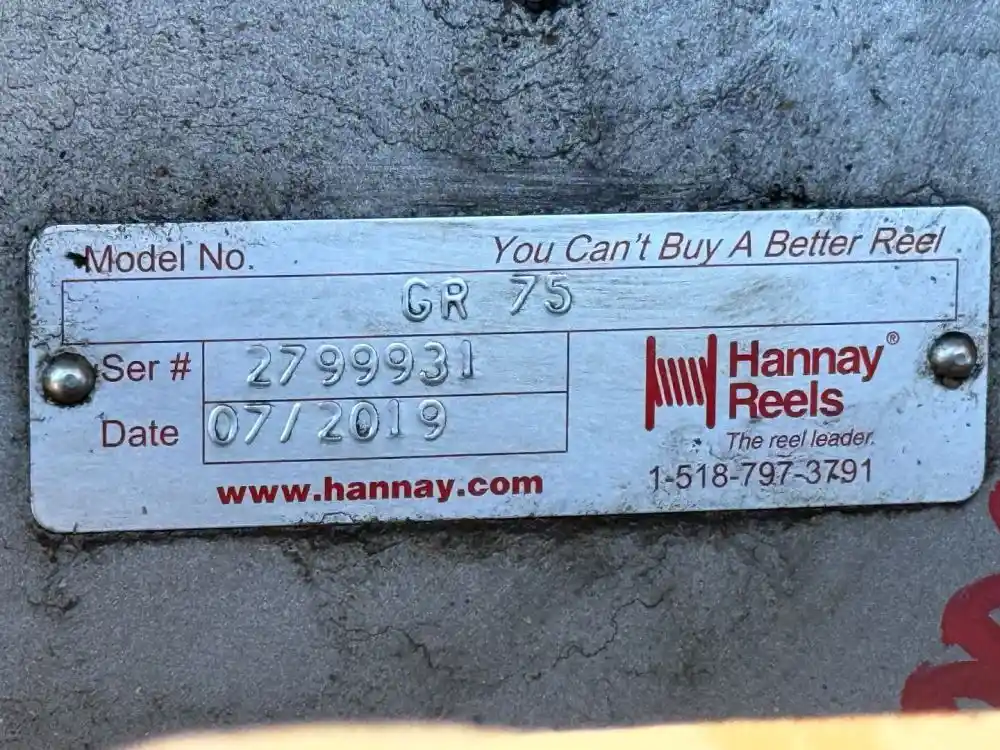 Model No.
You Can't Buy A Better Reel
GR 75
Ser # 2799931
Date 07/2019
Hannay®
Reels
The reel leader.
www.hannay.com
1-518-797-3791